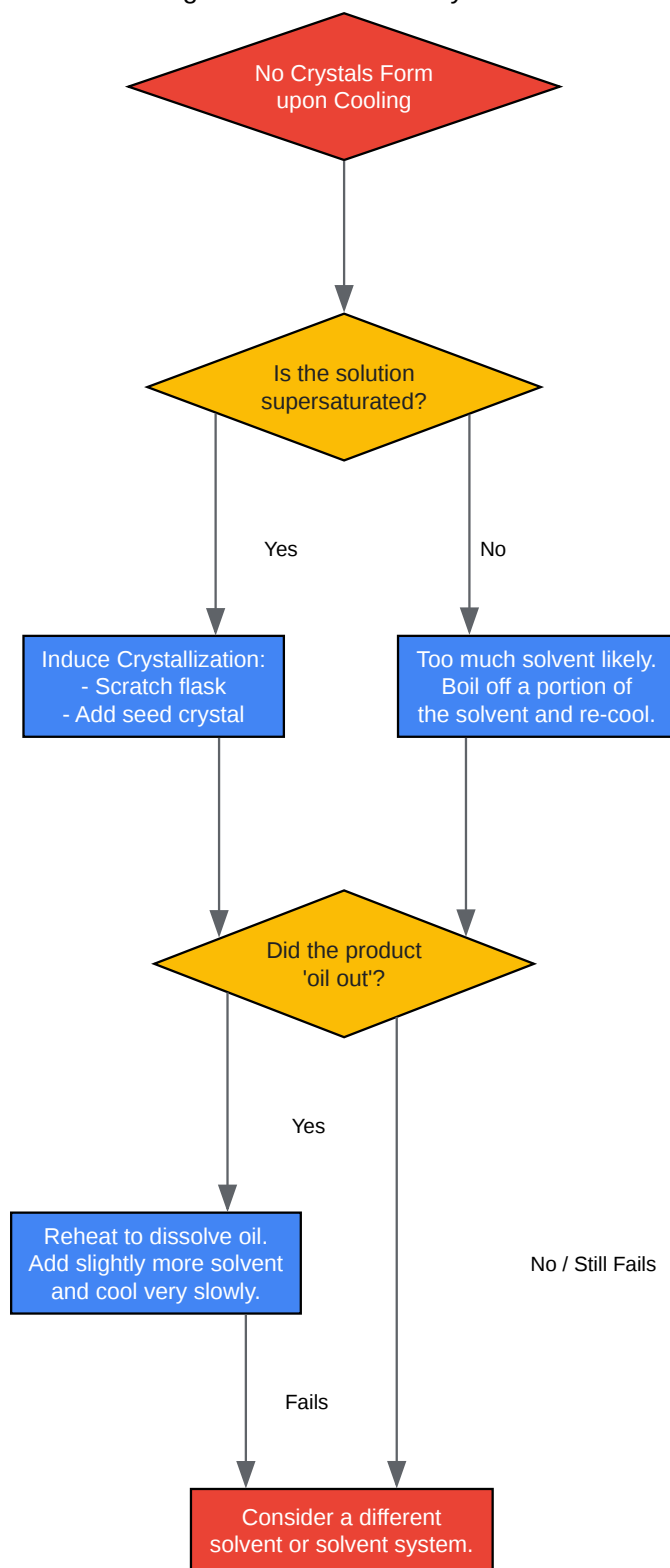 No Crystals Form
upon Cooling
Is the solution
supersaturated?
Yes
No
Induce Crystallization:
- Scratch flask
- Add seed crystal
Too much solvent likely.
Boil off a portion of
the solvent and re-cool.
Did the product
'oil out'?
Yes
Reheat to dissolve oil.
Add slightly more solvent
and cool very slowly.
No / Still Fails
Fails
Consider a different
solvent or solvent system.